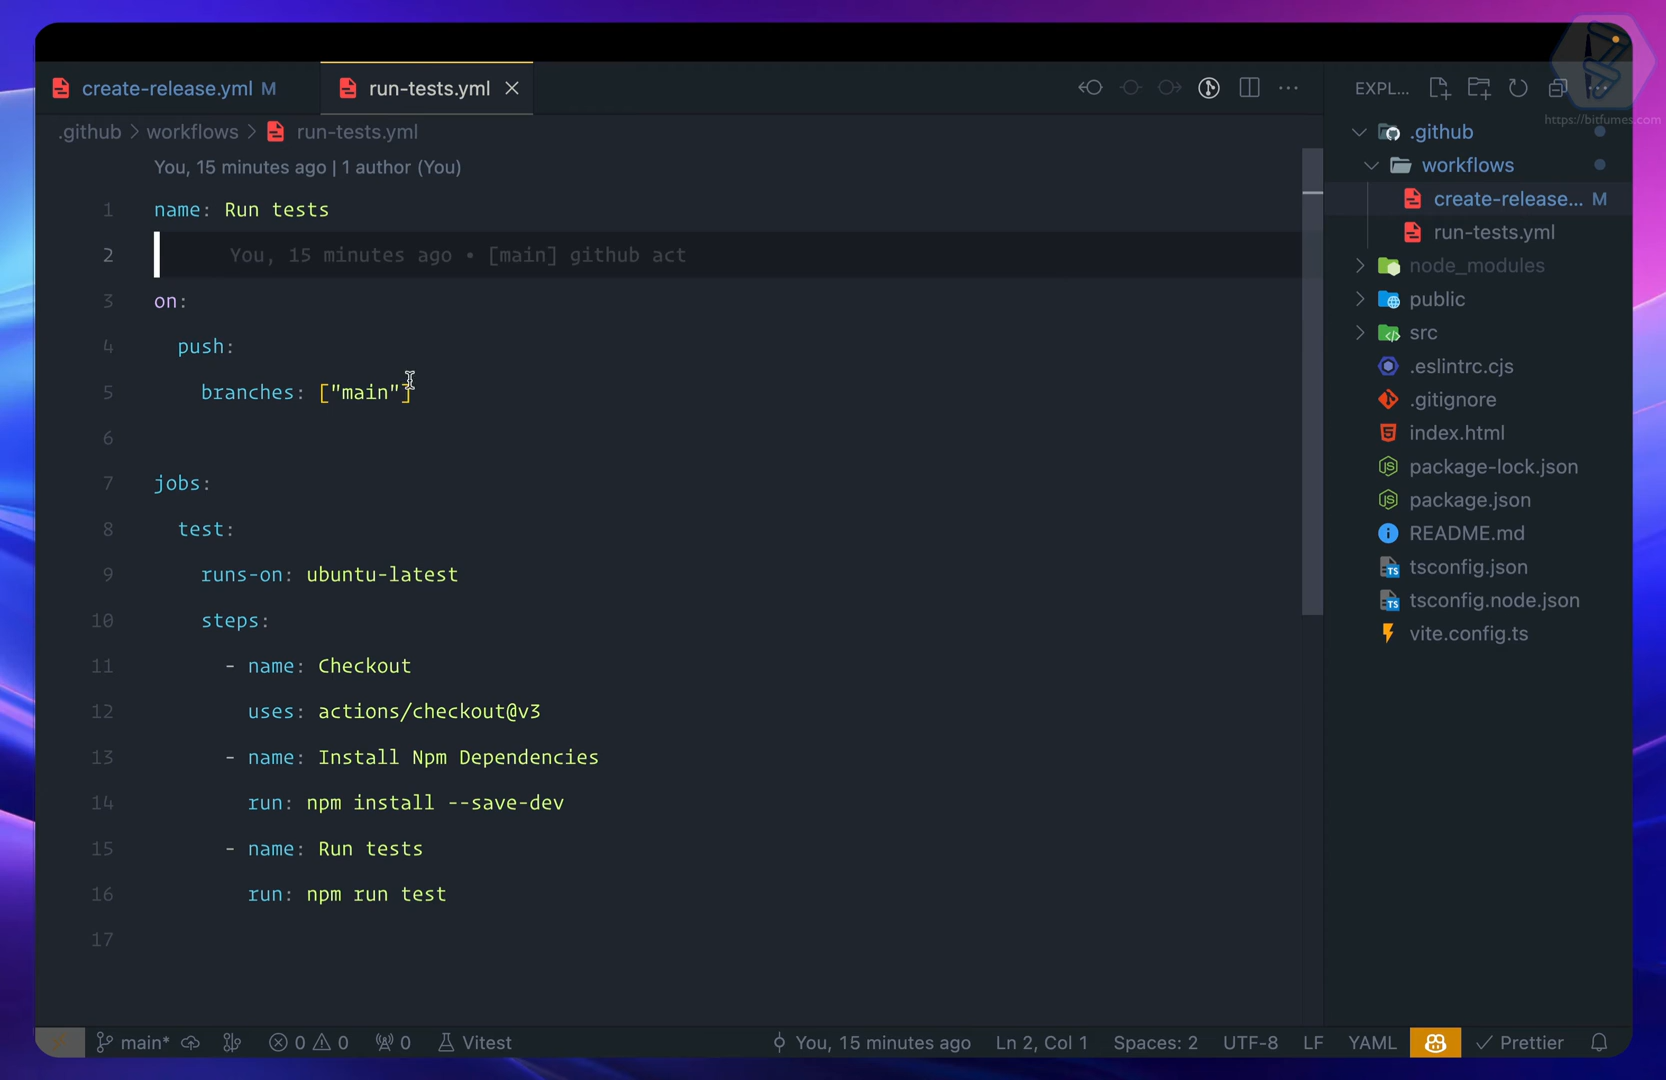 create-release.yml M
run-tests.yml
EXPL...
https://bitfumes.com
.github > workflows > run-tests.yml
You, 15 minutes ago | 1 author (You)
1 name: Run tests
2 You, 15 minutes ago • [main] github act
3 on:
4 push:
5 branches: ["main"]
6
7 jobs:
8 test:
9 runs-on: ubuntu-latest
10 steps:
11 - name: Checkout
12 uses: actions/checkout@v3
13 - name: Install Npm Dependencies
14 run: npm install --save-dev
15 - name: Run tests
16 run: npm run test
17
.github
workflows
create-release... M
run-tests.yml
node_modules
public
src
.eslintrc.cjs
.gitignore
index.html
package-lock.json
package.json
README.md
tsconfig.json
tsconfig.node.json
vite.config.ts
main* 0 0 0 Vitest You, 15 minutes ago Ln 2, Col 1 Spaces: 2 UTF-8 LF YAML Prettier